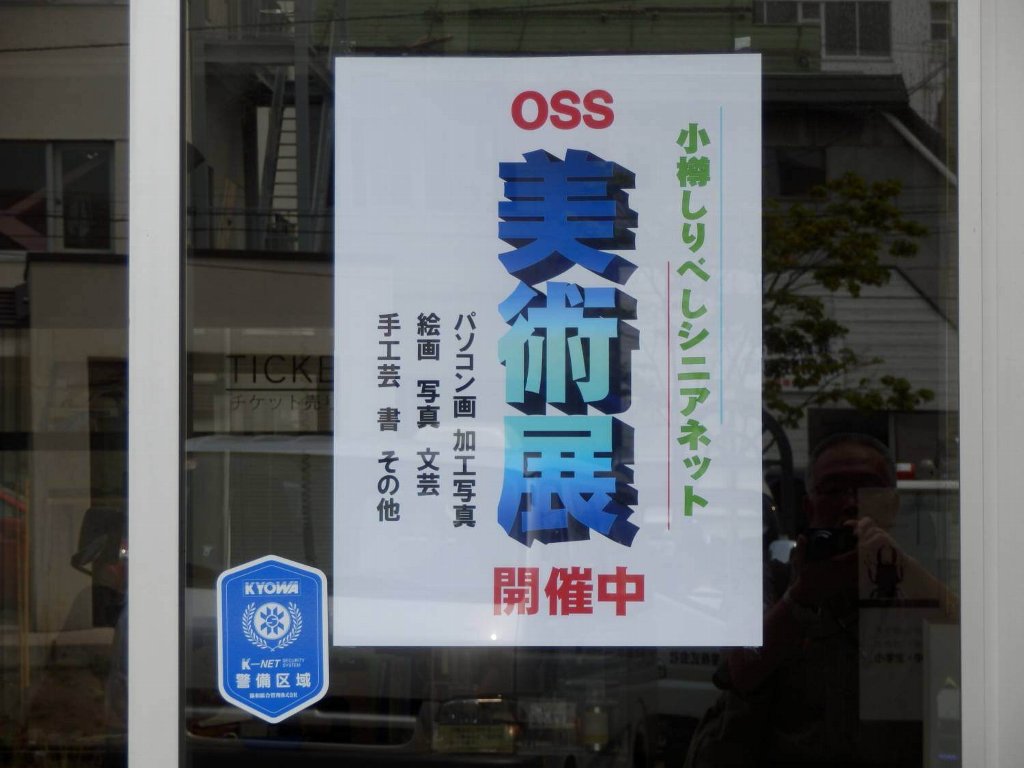 小樽しりべしシニアネット
OSS
美術展
開催中
パソコン画 加工写真
絵画 写真 文芸
手工芸 書 その他
TICKE
チケット売
KYOWA
K-NET SECURITY SYSTEM
警備区域